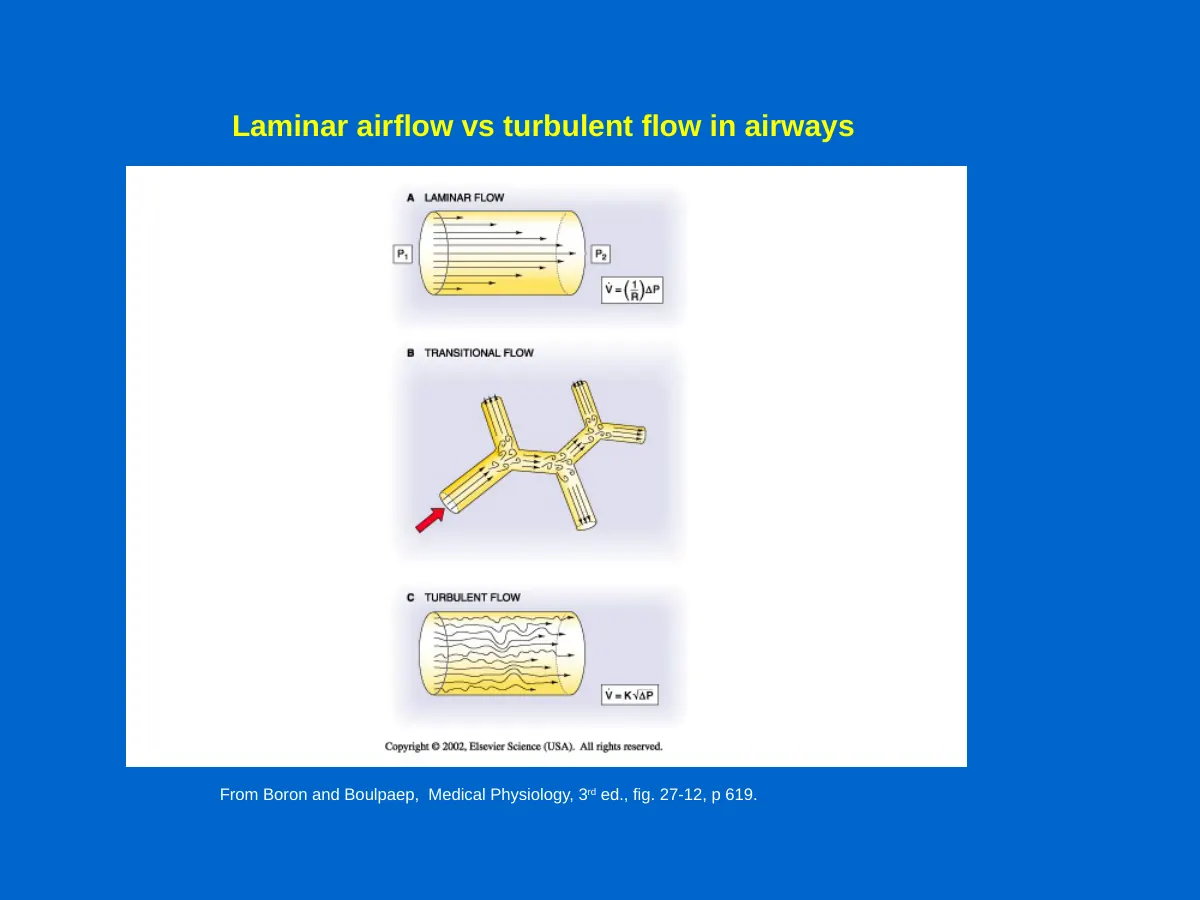 Laminar airflow vs turbulent flow in airways
A LAMINAR FLOW
P₁
P₂
V̇ = (1/R)ΔP
B TRANSITIONAL FLOW
C TURBULENT FLOW
V̇ = K√ΔP
Copyright © 2002, Elsevier Science (USA). All rights reserved.
From Boron and Boulpaep, Medical Physiology, 3rd ed., fig. 27-12, p 619.